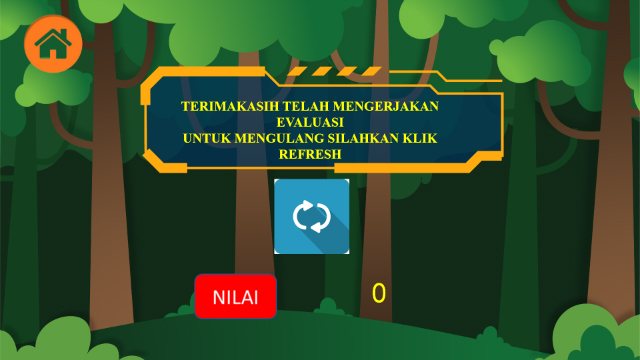 TERIMAKASIH TELAH MENGERJAKAN
EVALUASI
UNTUK MENGULANG SILAHKAN KLIK
REFRESH
NILAI
0